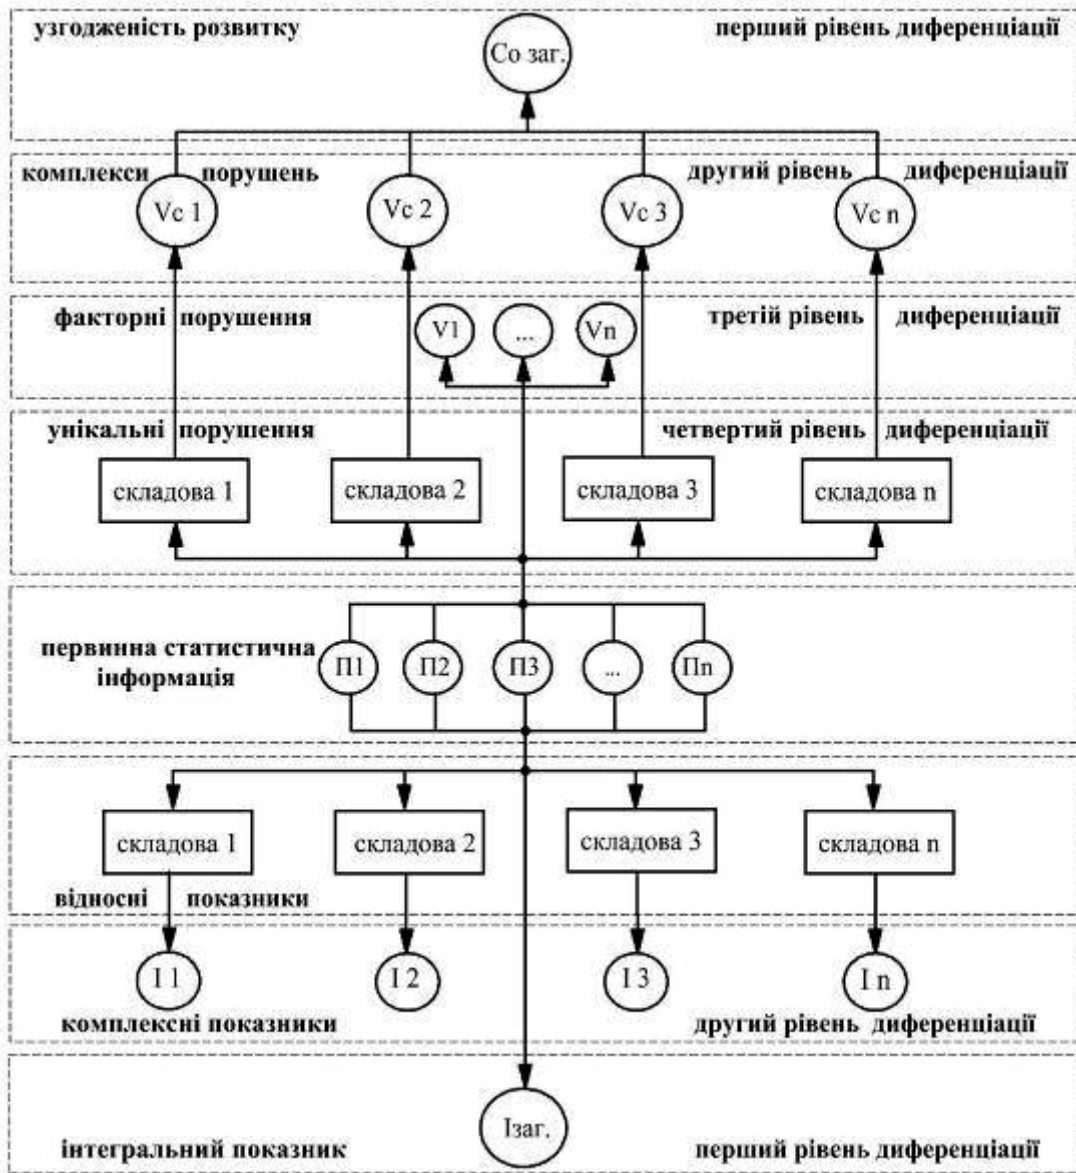 узгодженість розвитку
перший рівень диференціації
Со заг.
комплекси порушень
другий рівень диференціації
Vc 1
Vc 2
Vc 3
Vc n
факторні порушення
третій рівень диференціації
V1
...
Vn
унікальні порушення
четвертий рівень диференціації
складова 1
складова 2
складова 3
складова n
первинна статистична
інформація
П1
П2
П3
...
Пn
складова 1
складова 2
складова 3
складова n
відносні показники
I 1
I 2
I 3
I n
комплексні показники
другий рівень диференціації
Ізаг.
інтегральний показник
перший рівень диференціації